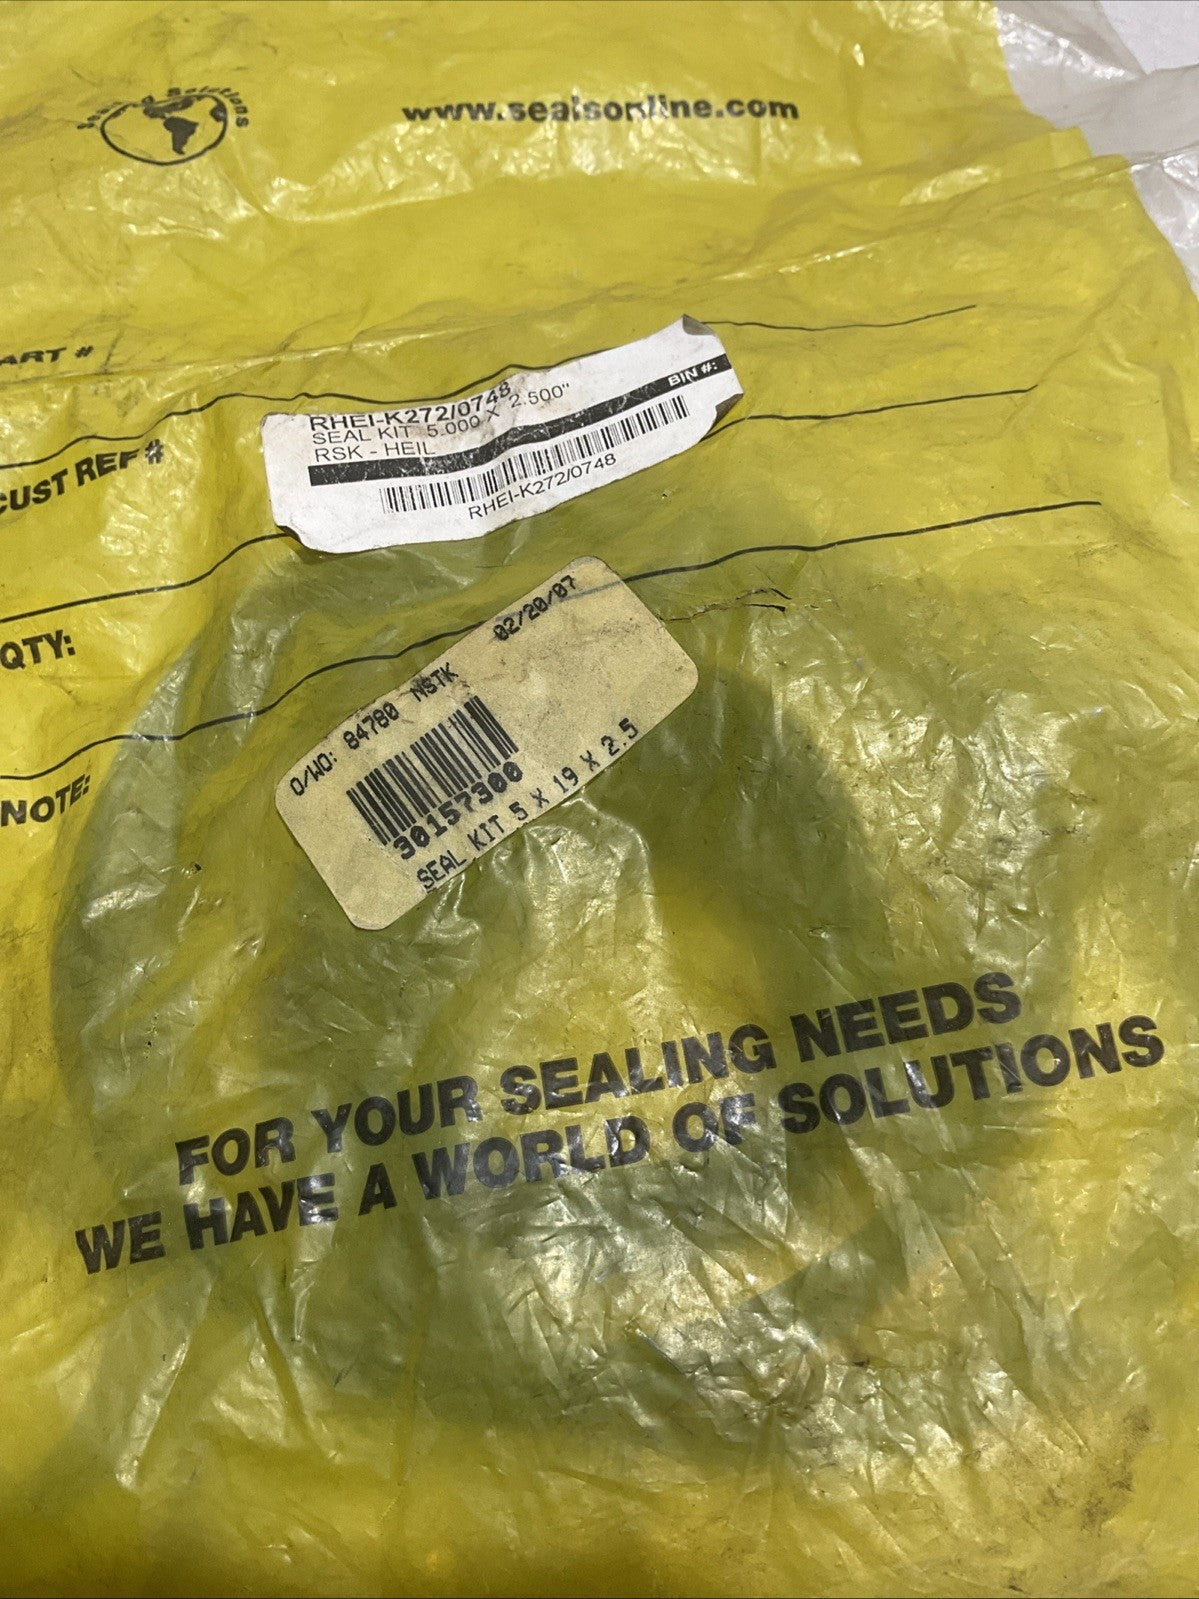 Solutions
www.sealsonline.com
ART #
RHEI-K272/0748
SEAL KIT 5.000 X 2.500"
RSK - HEIL
BIN #:
RHEI-K272/0748
CUST REF#
QTY:
02/20/07
O/WO: 84780 NSTK
30157300
SEAL KIT 5 X 19 X 2.5
NOTE:
FOR YOUR SEALING NEEDS
WE HAVE A WORLD OF SOLUTIONS